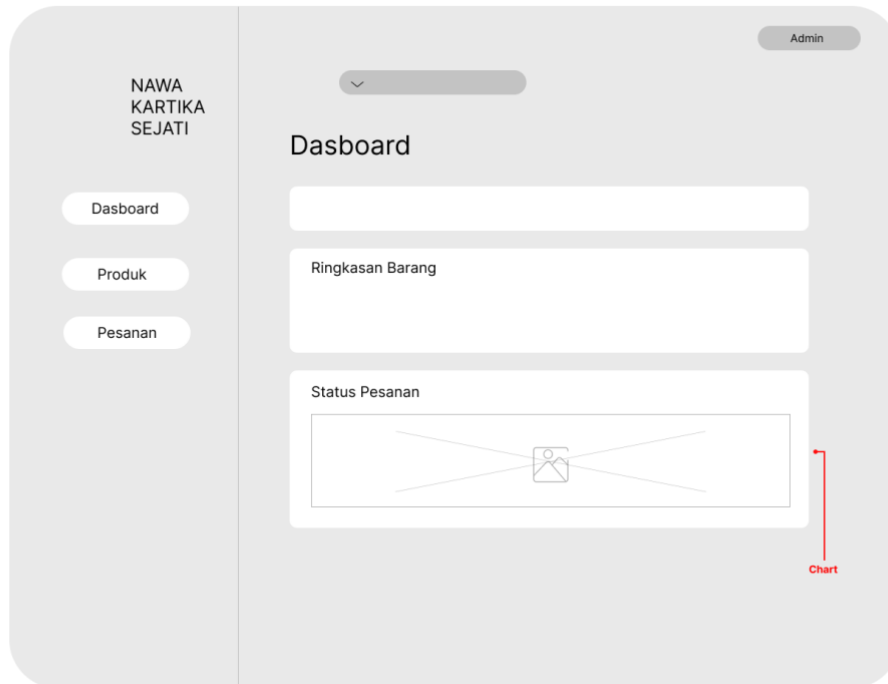 Admin
NAWA
KARTIKA
SEJATI
Dasboard
Dasboard
Produk
Pesanan
Ringkasan Barang
Status Pesanan
Chart